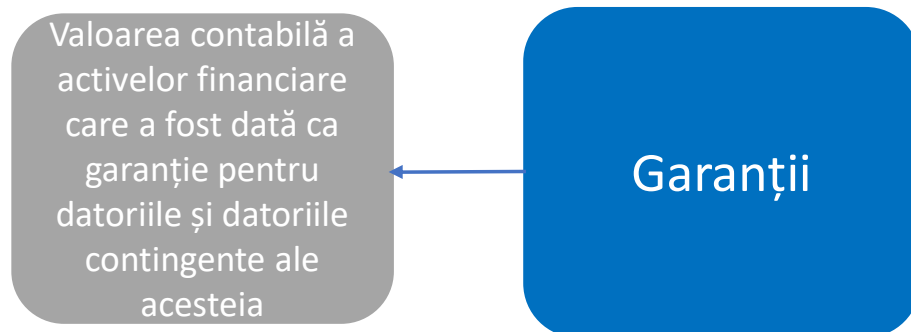 Valoarea contabilă a
activelor financiare
care a fost dată ca
garanție pentru
datoriile și datoriile
contingente ale
acesteia
Garanții